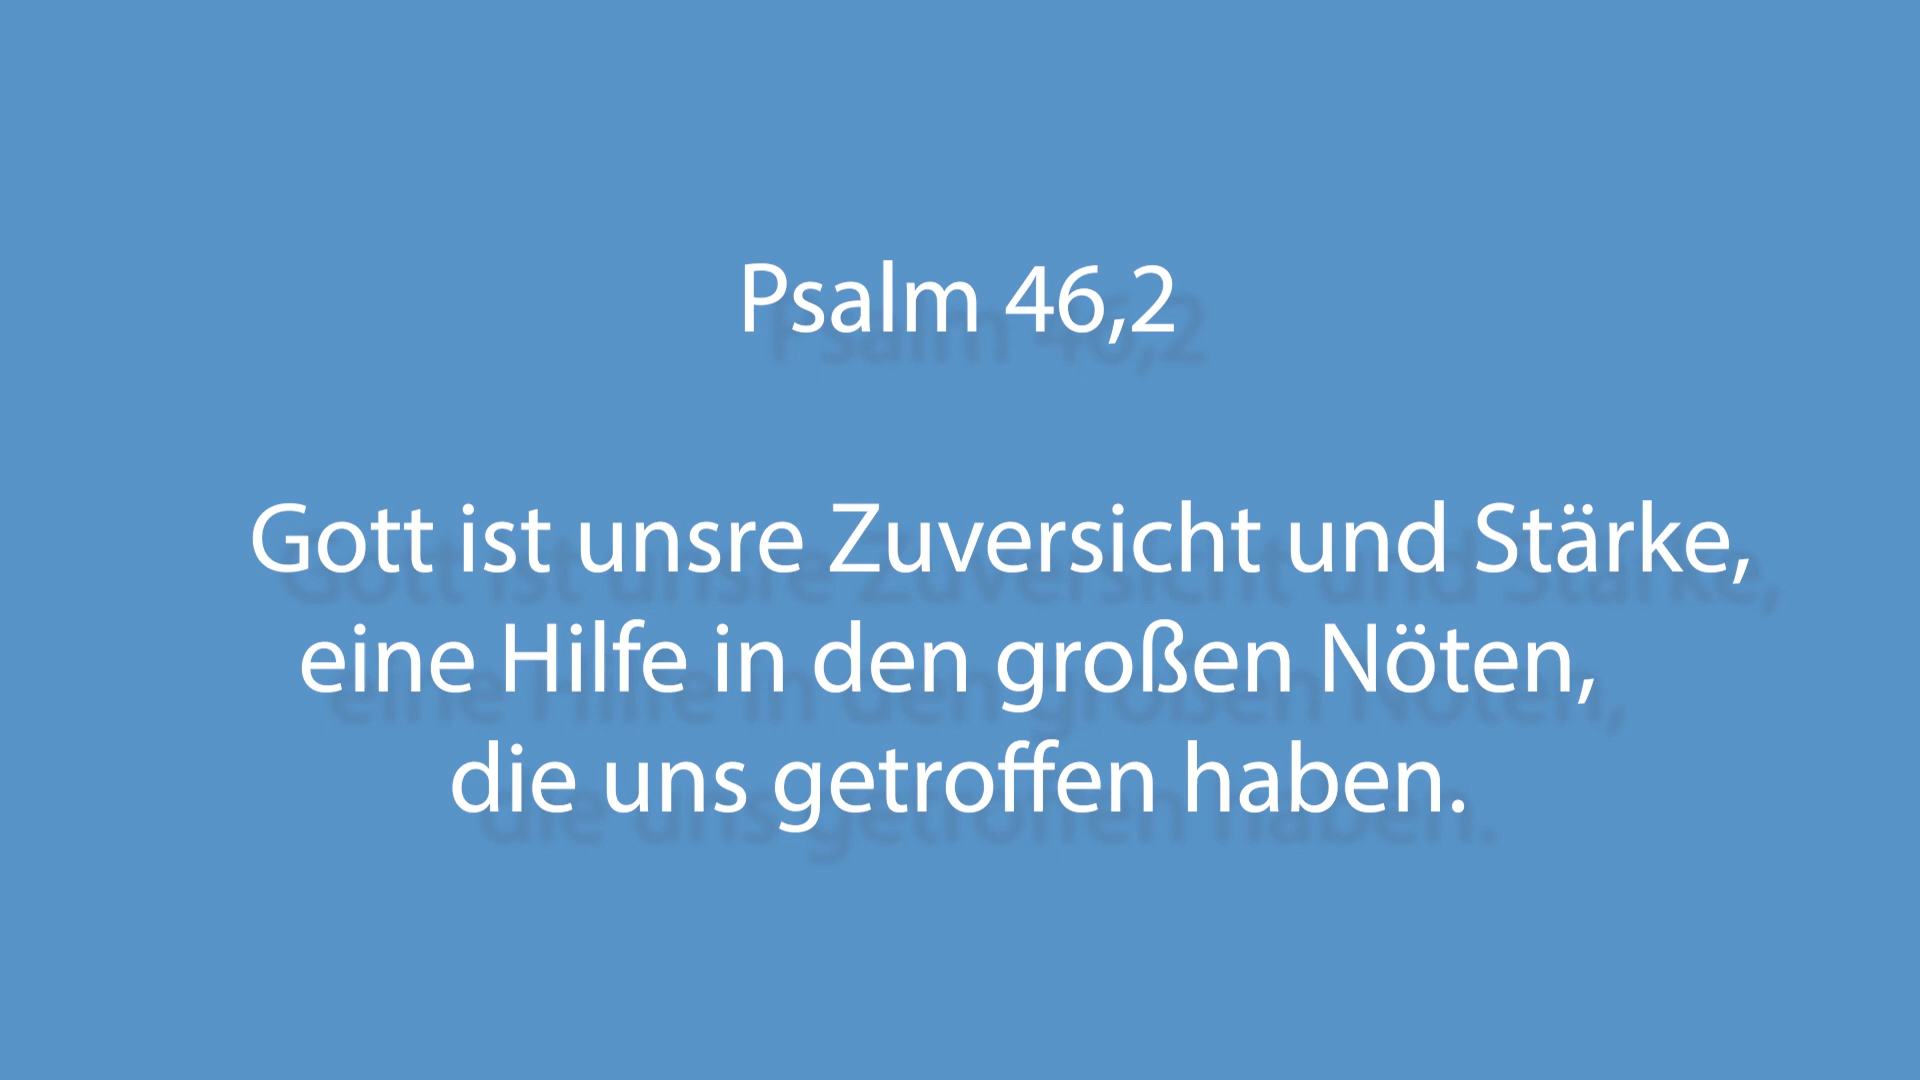 Psalm 46,2
Gott ist unsre Zuversicht und Stärke,
eine Hilfe in den großen Nöten,
die uns getroffen haben.